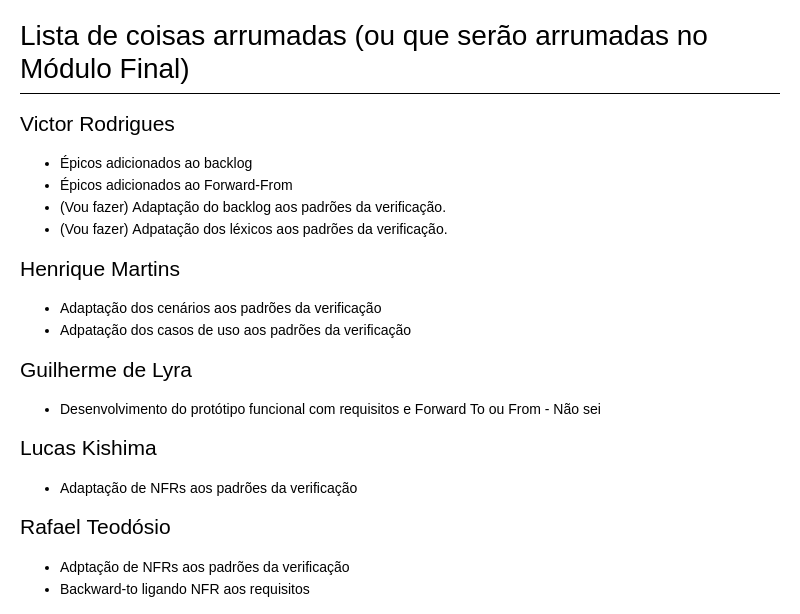 Lista de coisas arrumadas (ou que serão arrumadas no
Módulo Final)
Victor Rodrigues
• Épicos adicionados ao backlog
• Épicos adicionados ao Forward-From
• (Vou fazer) Adaptação do backlog aos padrões da verificação.
• (Vou fazer) Adpatação dos léxicos aos padrões da verificação.
Henrique Martins
• Adaptação dos cenários aos padrões da verificação
• Adpatação dos casos de uso aos padrões da verificação
Guilherme de Lyra
• Desenvolvimento do protótipo funcional com requisitos e Forward To ou From - Não sei
Lucas Kishima
• Adaptação de NFRs aos padrões da verificação
Rafael Teodósio
• Adptação de NFRs aos padrões da verificação
• Backward-to ligando NFR aos requisitos